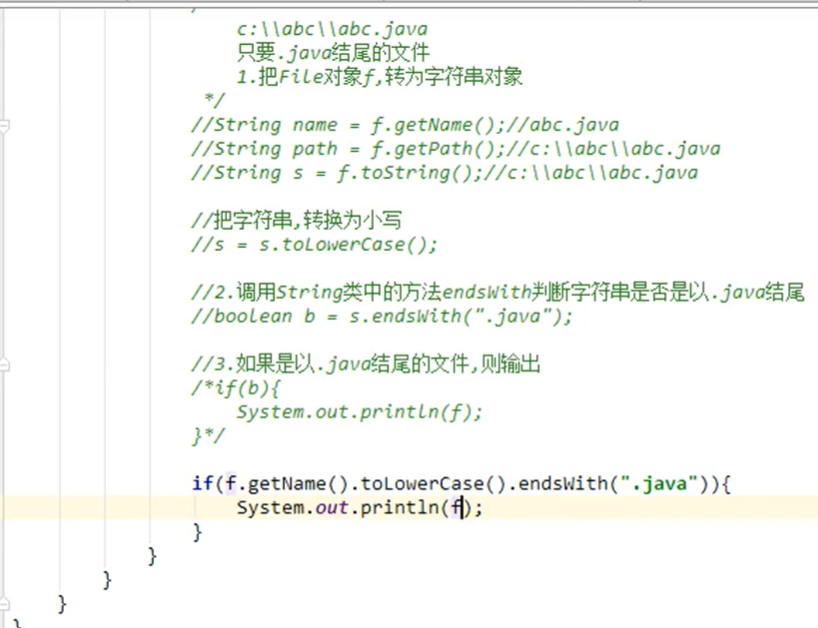 c:\\abc\\abc.java
只要.java结尾的文件
1.把File对象f,转为字符串对象
*/
//String name = f.getName();//abc.java
//String path = f.getPath();//c:\\abc\\abc.java
//String s = f.toString();//c:\\abc\\abc.java
//把字符串,转换为小写
//s = s.toLowerCase();
//2.调用String类中的方法endsWith判断字符串是否是以.java结尾
//boolean b = s.endsWith(".java");
//3.如果是以.java结尾的文件,则输出
/*if(b){
System.out.println(f);
}*/
if(f.getName().toLowerCase().endsWith(".java")){
System.out.println(f);
}
}
}
}
}